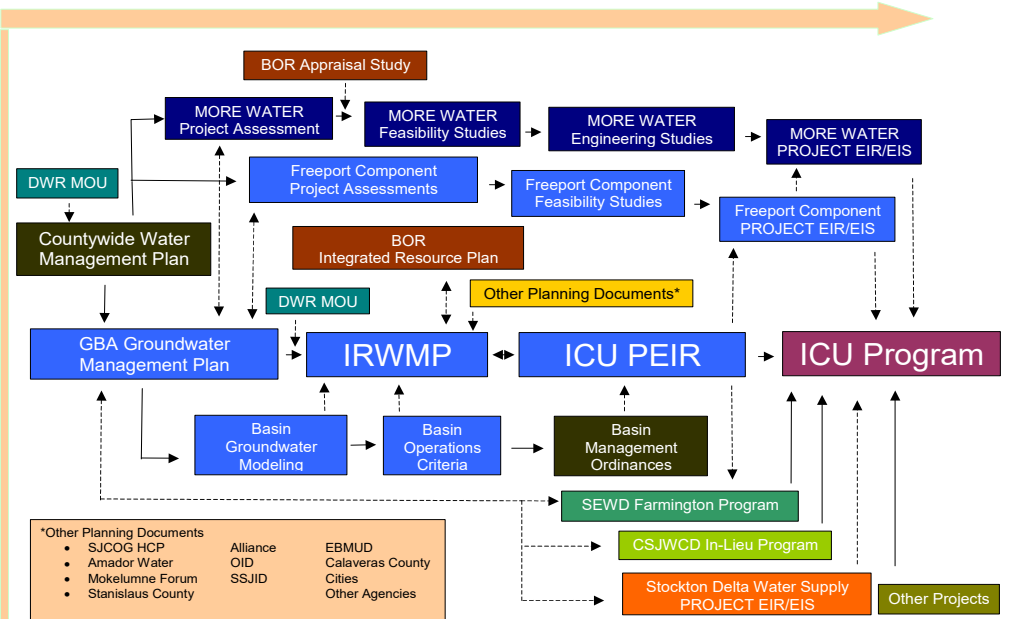 BOR Appraisal Study
MORE WATER
Project Assessment
MORE WATER
Feasibility Studies
MORE WATER
Engineering Studies
MORE WATER
PROJECT EIR/EIS
DWR MOU
Freeport Component
Project Assessments
Freeport Component
Feasibility Studies
Freeport Component
PROJECT EIR/EIS
Countywide Water
Management Plan
BOR
Integrated Resource Plan
DWR MOU
Other Planning Documents*
GBA Groundwater
Management Plan
IRWMP
ICU PEIR
ICU Program
Basin
Groundwater
Modeling
Basin
Operations
Criteria
Basin
Management
Ordinances
SEWD Farmington Program
CSJWCD In-Lieu Program
Stockton Delta Water Supply
PROJECT EIR/EIS
Other Projects
*Other Planning Documents
• SJCOG HCP Alliance EBMUD
• Amador Water OID Calaveras County
• Mokelumne Forum SSJID Cities
• Stanislaus County Other Agencies